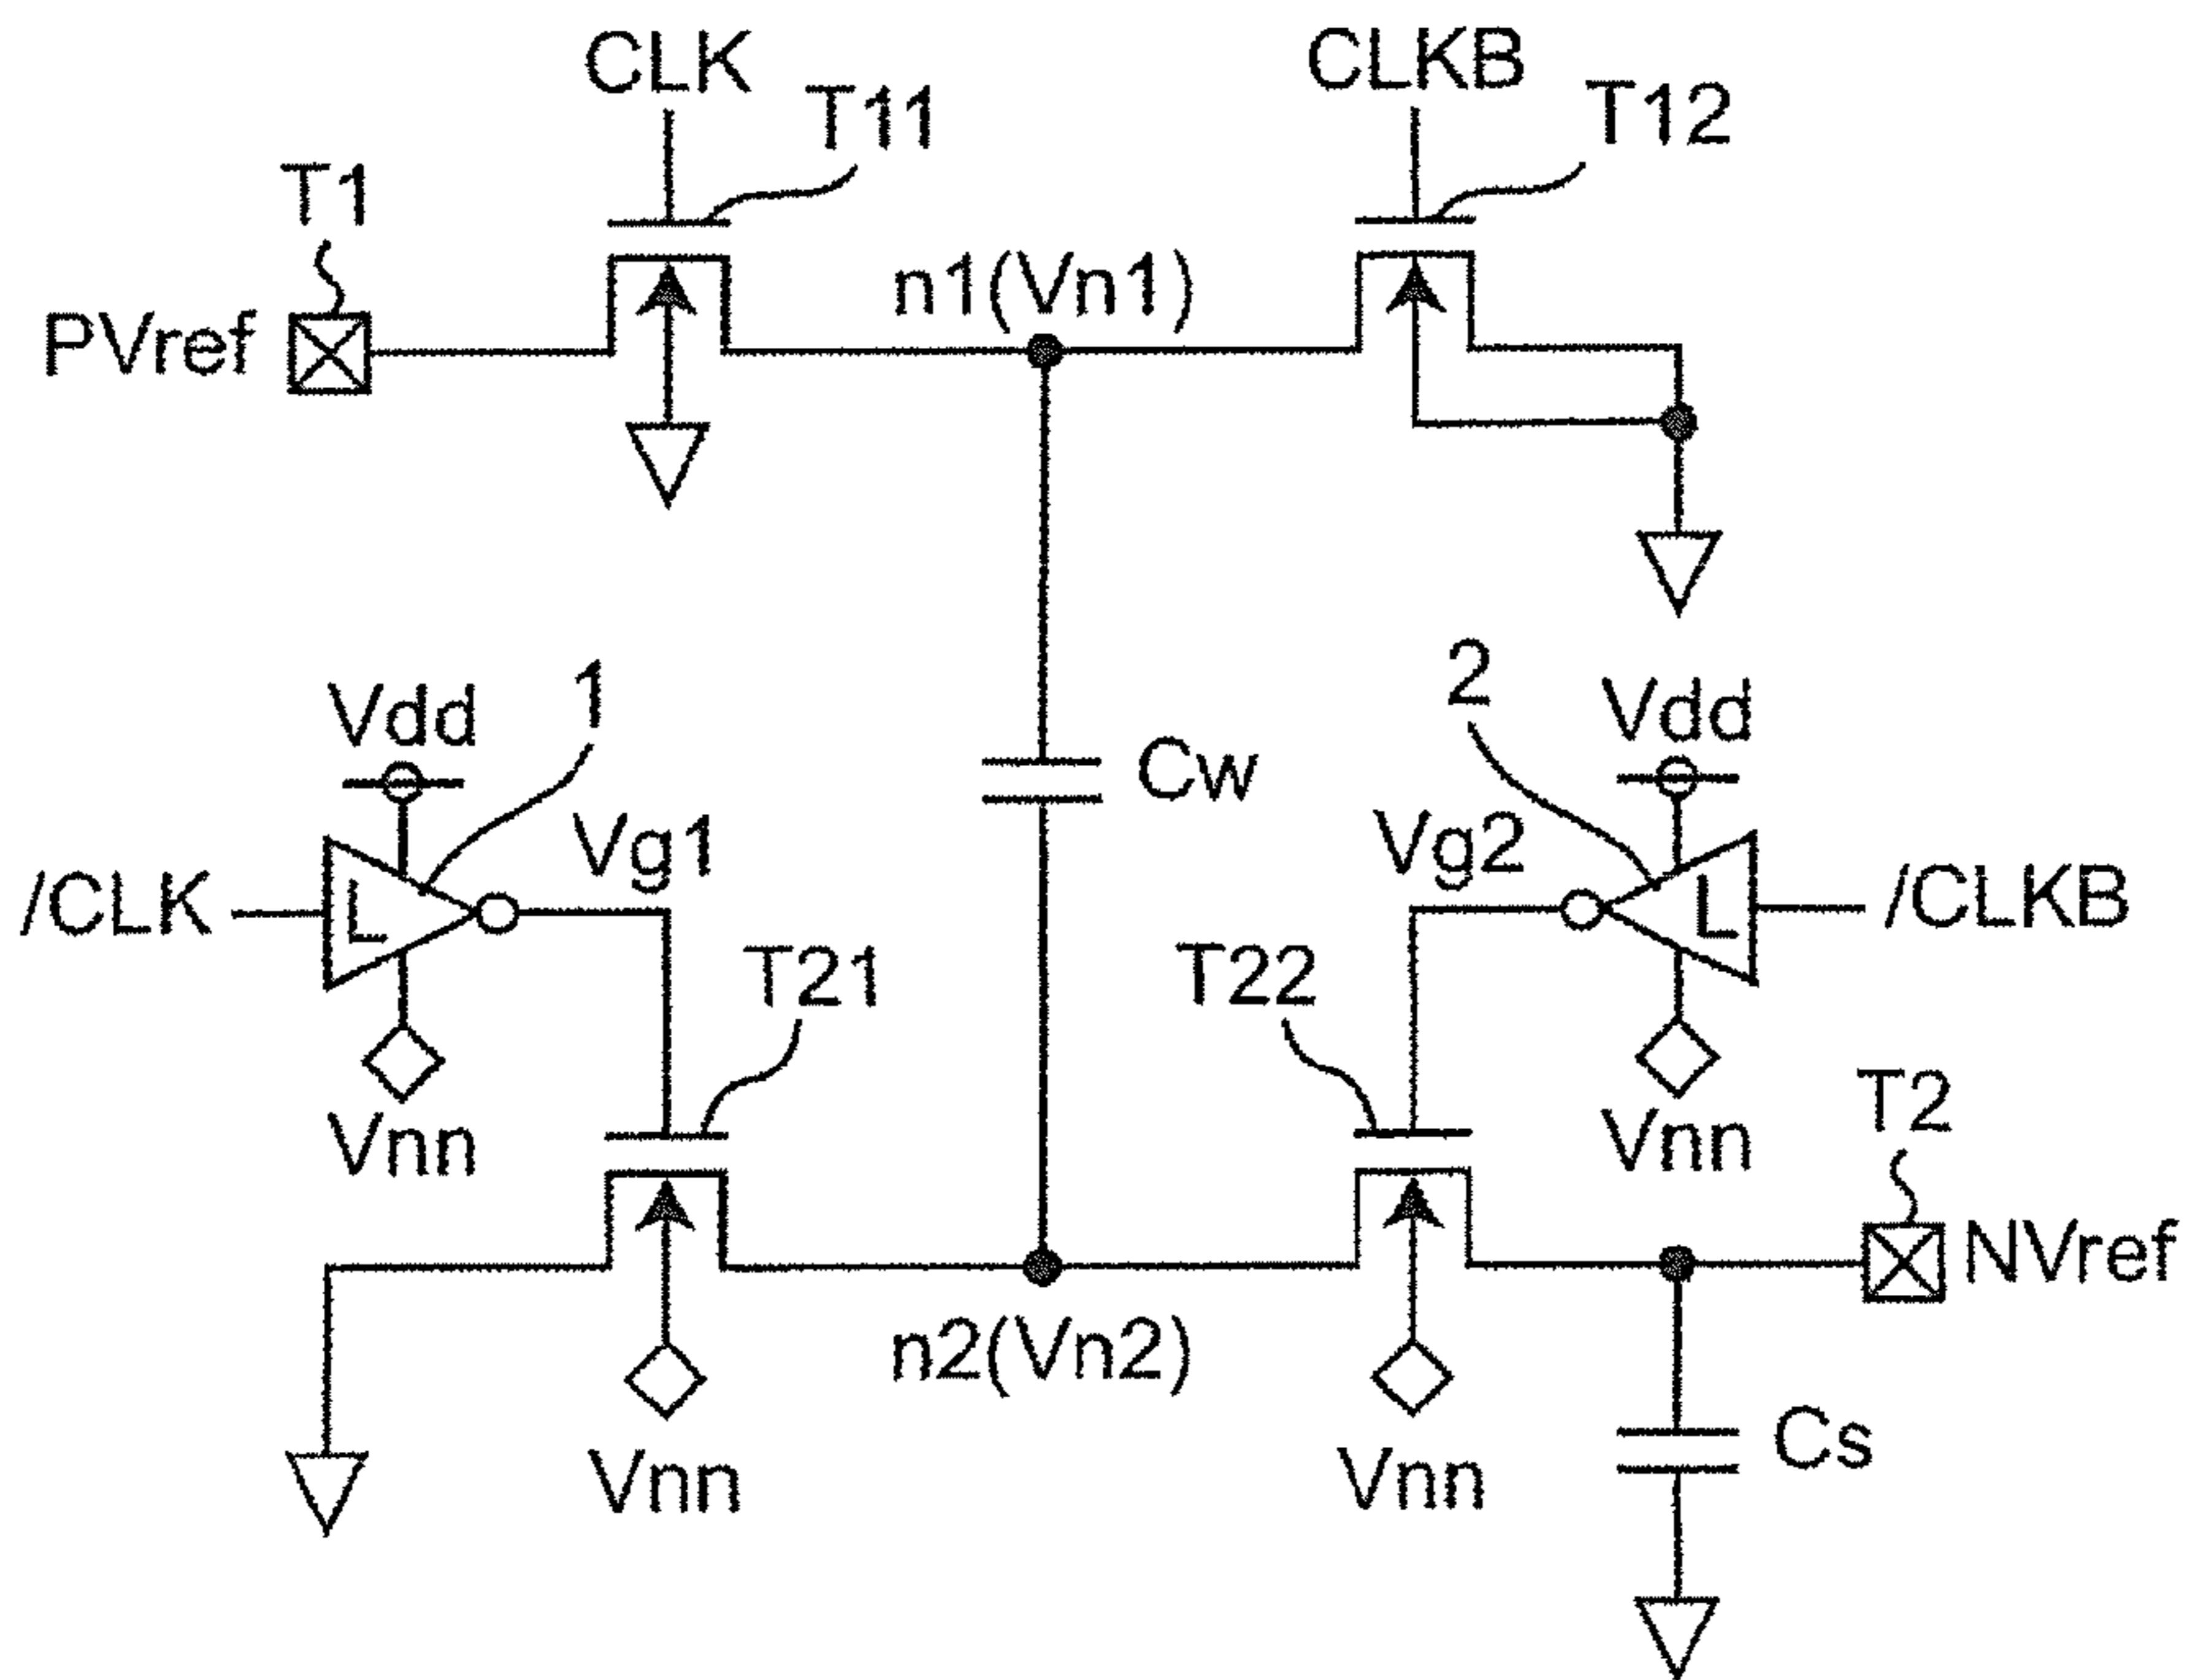 CLK
CLKB
T11
T12
T1
n1(Vn1)
PVref
1
2
Vdd
Vdd
Cw
Vg1
Vg2
/CLK
L
L
/CLKB
T21
T22
Vnn
Vnn
T2
NVref
n2(Vn2)
Vnn
Vnn
Cs